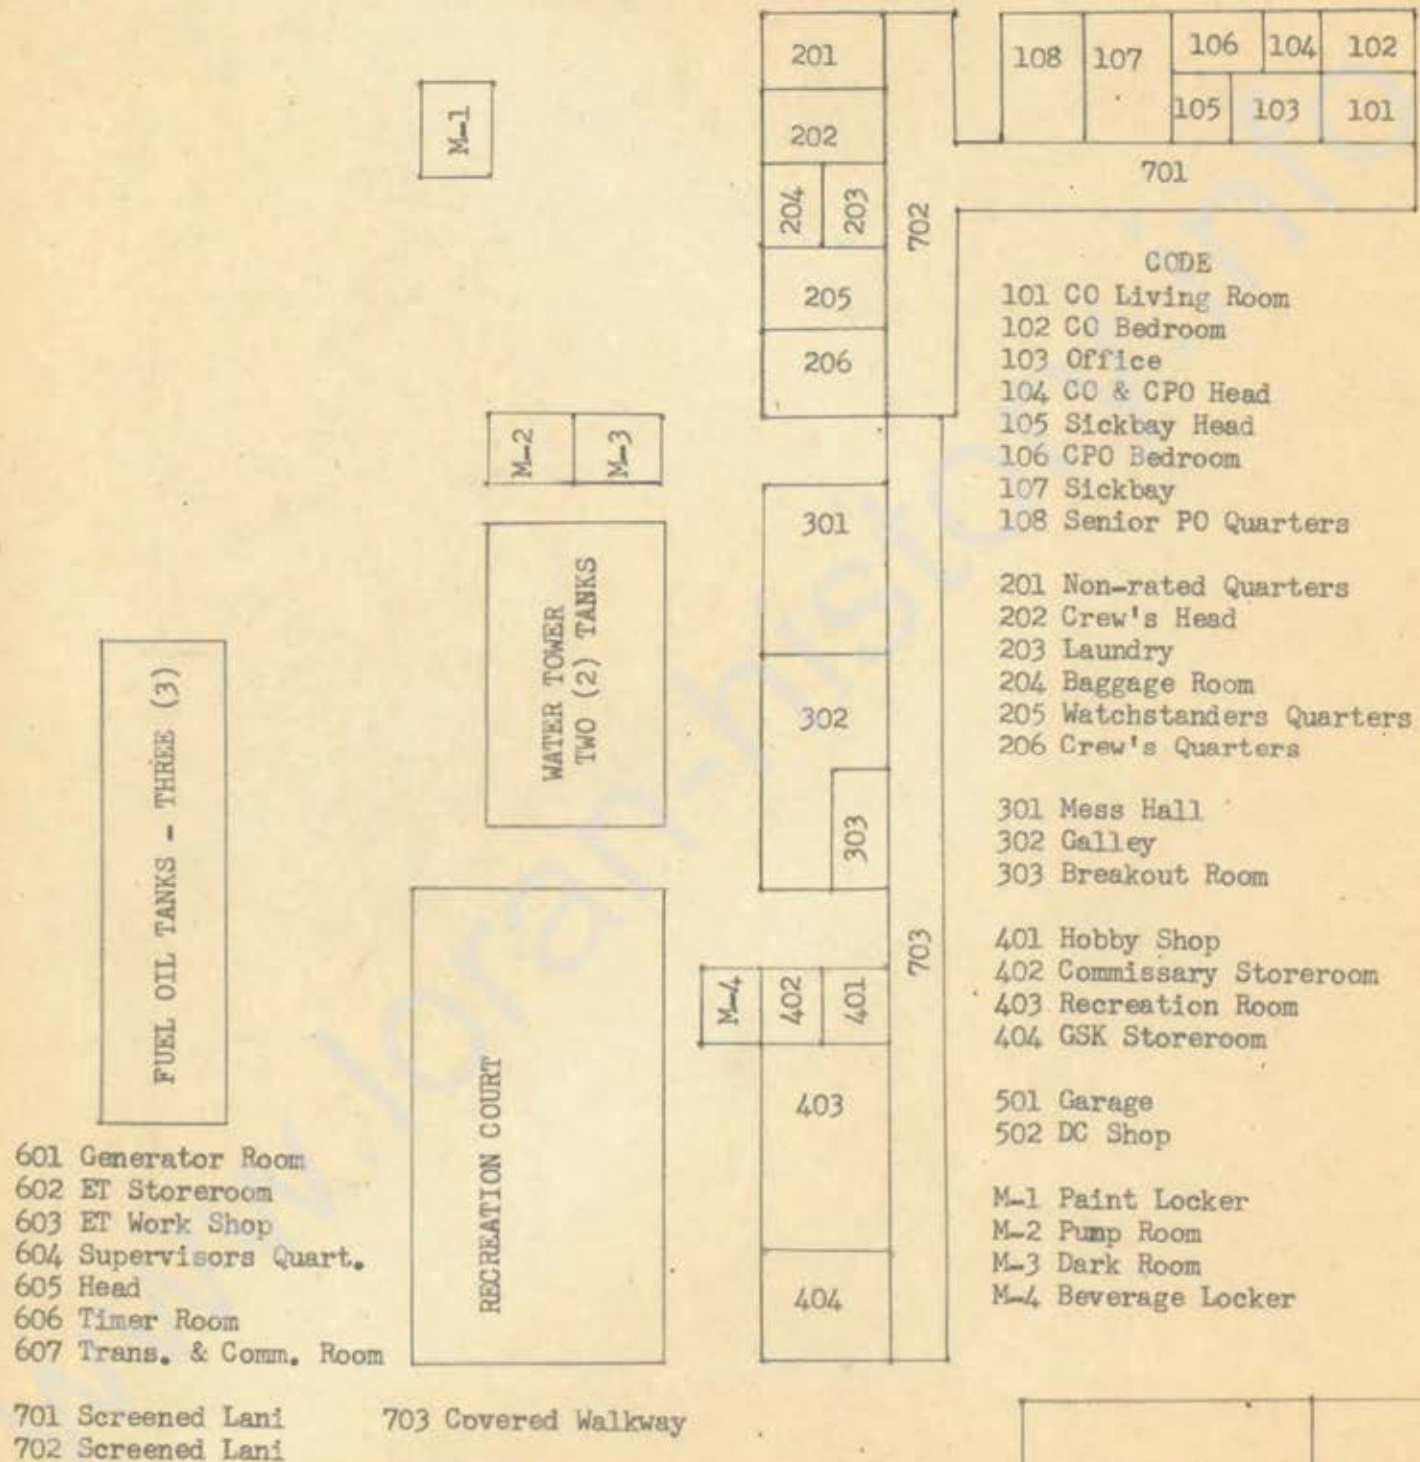 201
202
204
203
205
206
702
108
107
106
104
102
105
103
101
701
M-1
M-2
M-3
WATER TOWER
TWO (2) TANKS
FUEL OIL TANKS - THREE (3)
301
302
303
703
M-4
402
401
403
404
RECREATION COURT
CODE
101 CO Living Room
102 CO Bedroom
103 Office
104 CO & CPO Head
105 Sickbay Head
106 CPO Bedroom
107 Sickbay
108 Senior PO Quarters
201 Non-rated Quarters
202 Crew's Head
203 Laundry
204 Baggage Room
205 Watchstanders Quarters
206 Crew's Quarters
301 Mess Hall
302 Galley
303 Breakout Room
401 Hobby Shop
402 Commissary Storeroom
403 Recreation Room
404 GSK Storeroom
501 Garage
502 DC Shop
M-1 Paint Locker
M-2 Pump Room
M-3 Dark Room
M-4 Beverage Locker
601 Generator Room
602 ET Storeroom
603 ET Work Shop
604 Supervisors Quart.
605 Head
606 Timer Room
607 Trans. & Comm. Room
701 Screened Lani
702 Screened Lani
703 Covered Walkway